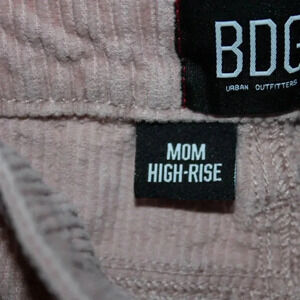 BDG
URBAN OUTFITTERS
MOM
HIGH-RISE